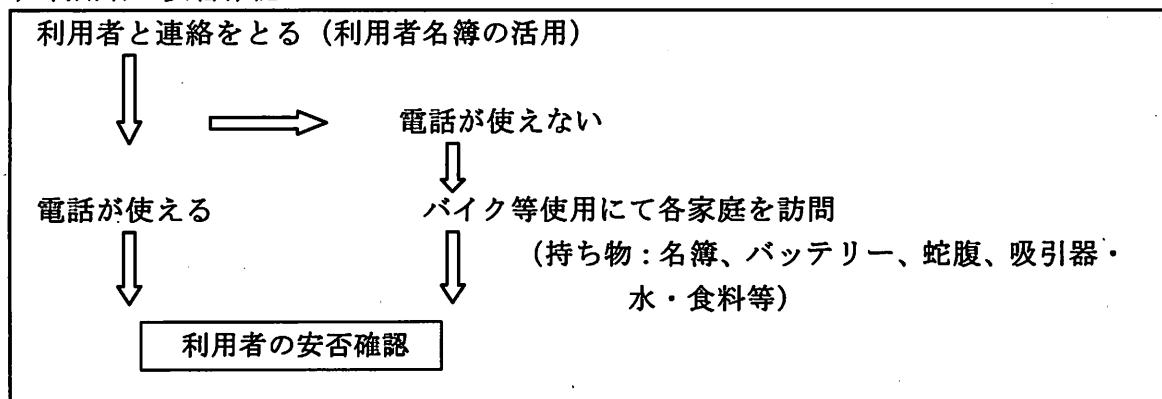 利用者と連絡をとる（利用者名簿の活用）
電話が使えない
電話が使える
バイク等使用にて各家庭を訪問
（持ち物：名簿、バッテリー、蛇腹、吸引器・
水・食料等）
利用者の安否確認